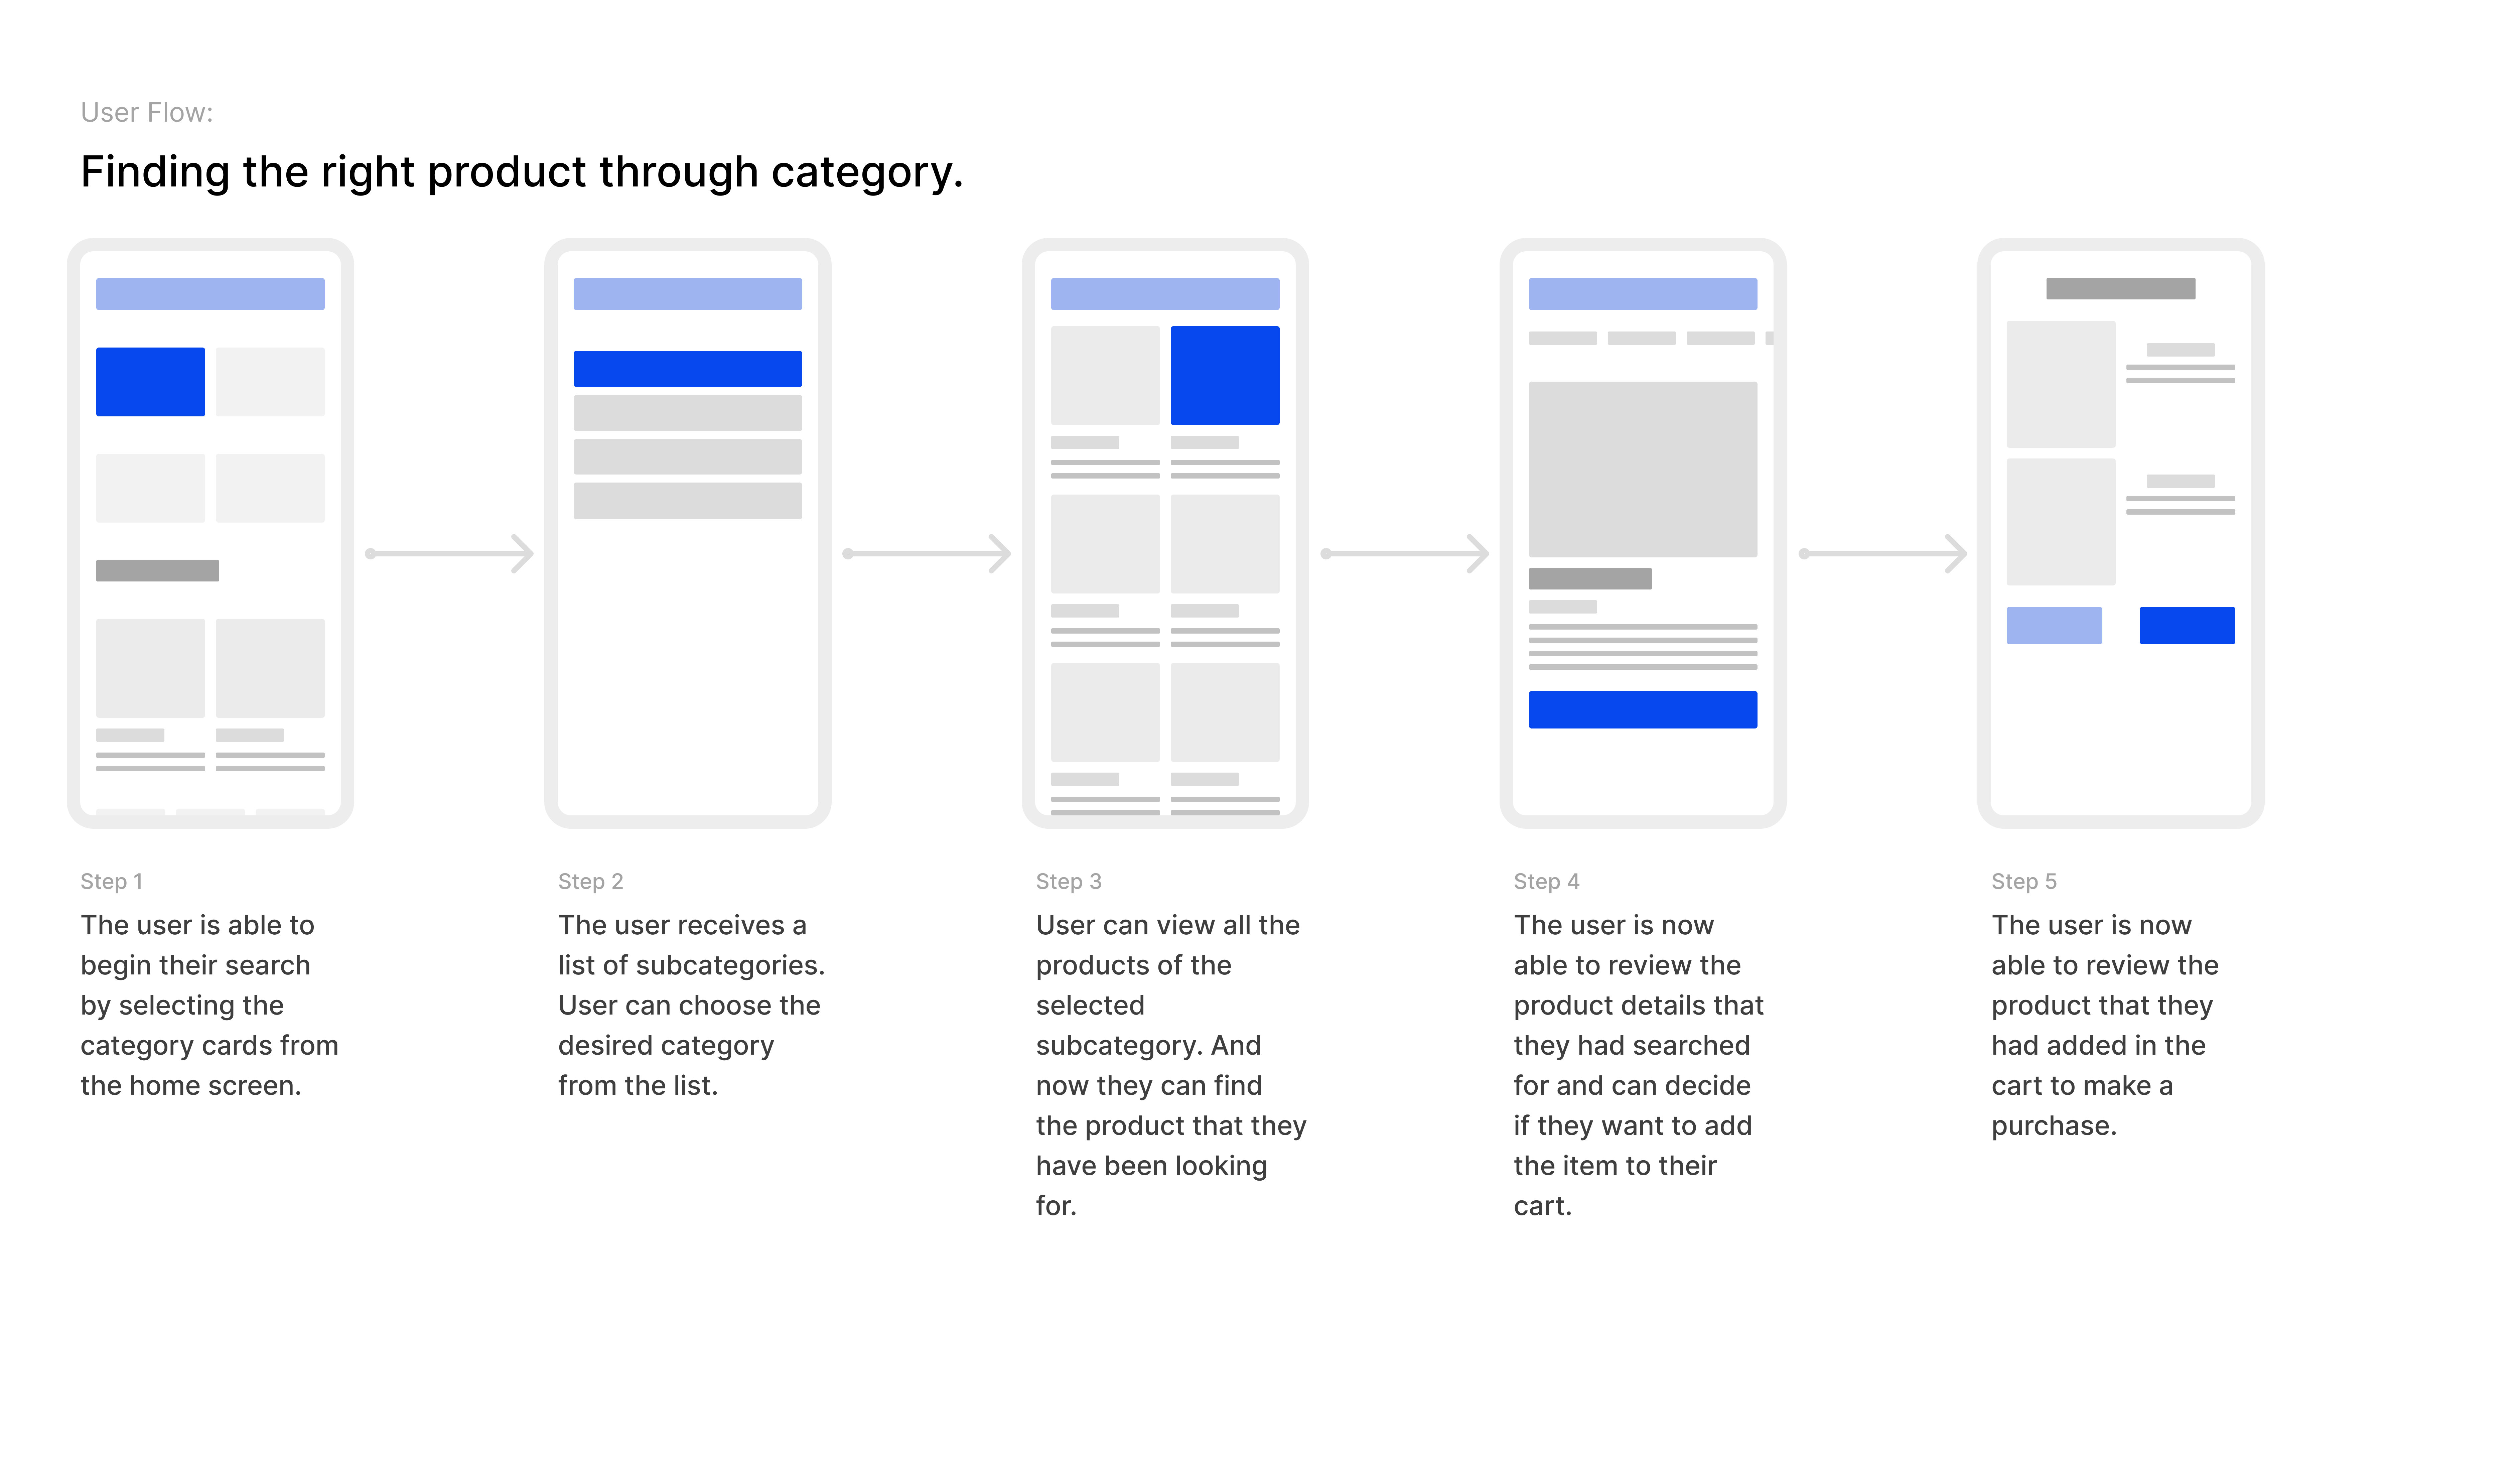 User Flow:
Finding the right product through category.
Step 1
The user is able to
begin their search
by selecting the
category cards from
the home screen.
Step 2
The user receives a
list of subcategories.
User can choose the
desired category
from the list.
Step 3
User can view all the
products of the
selected
subcategory. And
now they can find
the product that they
have been looking
for.
Step 4
The user is now
able to review the
product details that
they had searched
for and can decide
if they want to add
the item to their
cart.
Step 5
The user is now
able to review the
product that they
had added in the
cart to make a
purchase.